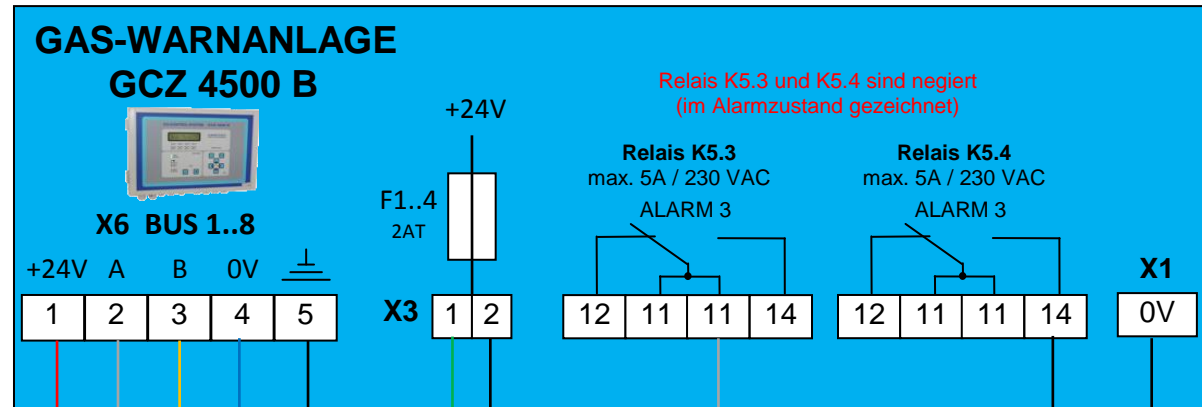 GAS-WARNANLAGE
GCZ 4500 B
X6 BUS 1..8
+24V A B 0V
1 2 3 4 5
+24V
F1..4
2AT
X3 1 2
Relais K5.3 und K5.4 sind negiert
(im Alarmzustand gezeichnet)
Relais K5.3
max. 5A / 230 VAC
ALARM 3
12 11 11 14
Relais K5.4
max. 5A / 230 VAC
ALARM 3
12 11 11 14
X1
0V